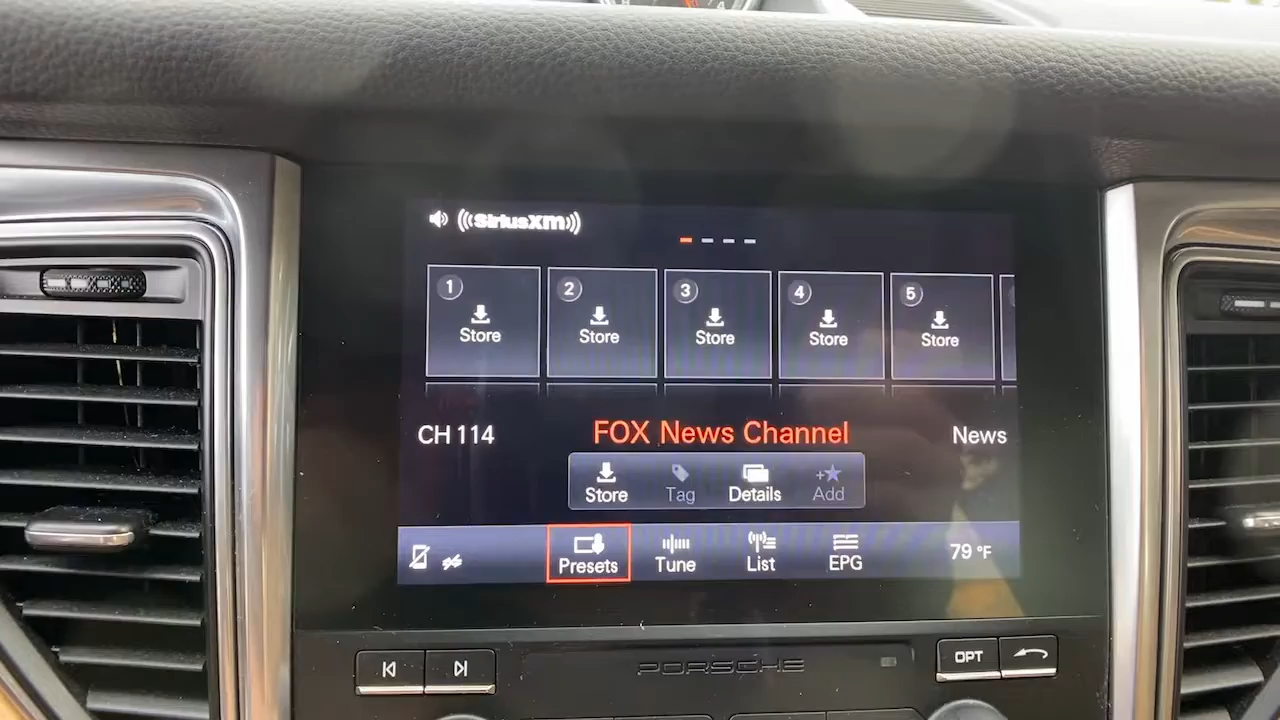 ((SiriusXM))
1
2
3
4
5
Store
Store
Store
Store
Store
CH 114
FOX News Channel
News
Store
Tag
Details
+Add
Presets
Tune
List
EPG
79 °F
PORSCHE
OPT